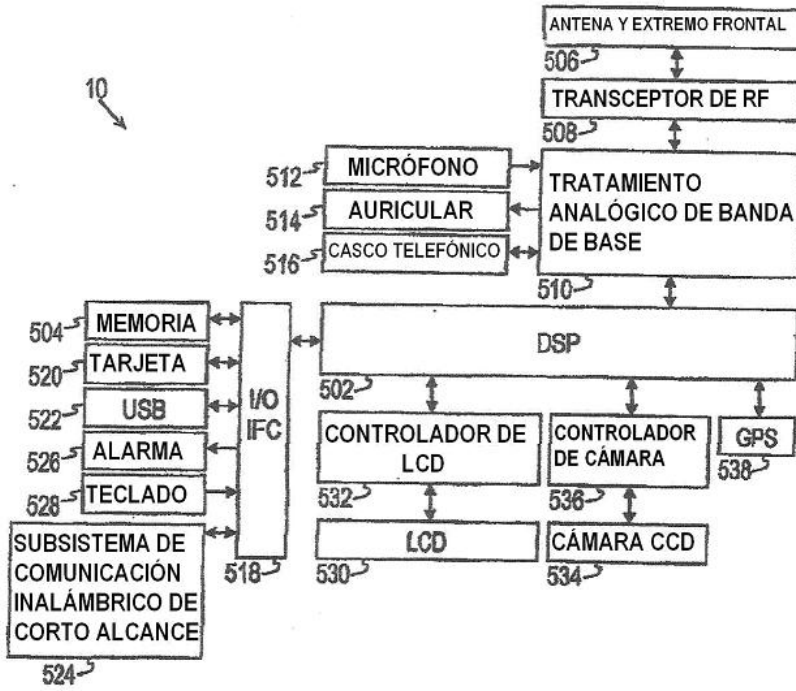 ANTENA Y EXTREMO FRONTAL
506
10
TRANSCEPTOR DE RF
508
512
MICRÓFONO
514
AURICULAR
516
CASCO TELEFÓNICO
TRATAMIENTO
ANALÓGICO DE BANDA
DE BASE
510
504
MEMORIA
520
TARJETA
522
USB
526
ALARMA
528
TECLADO
SUBSISTEMA DE
COMUNICACIÓN
INALÁMBRICO DE
CORTO ALCANCE
524
I/O
IFC
518
DSP
502
CONTROLADOR DE
LCD
532
LCD
530
CONTROLADOR
DE CÁMARA
536
CÁMARA CCD
534
GPS
538